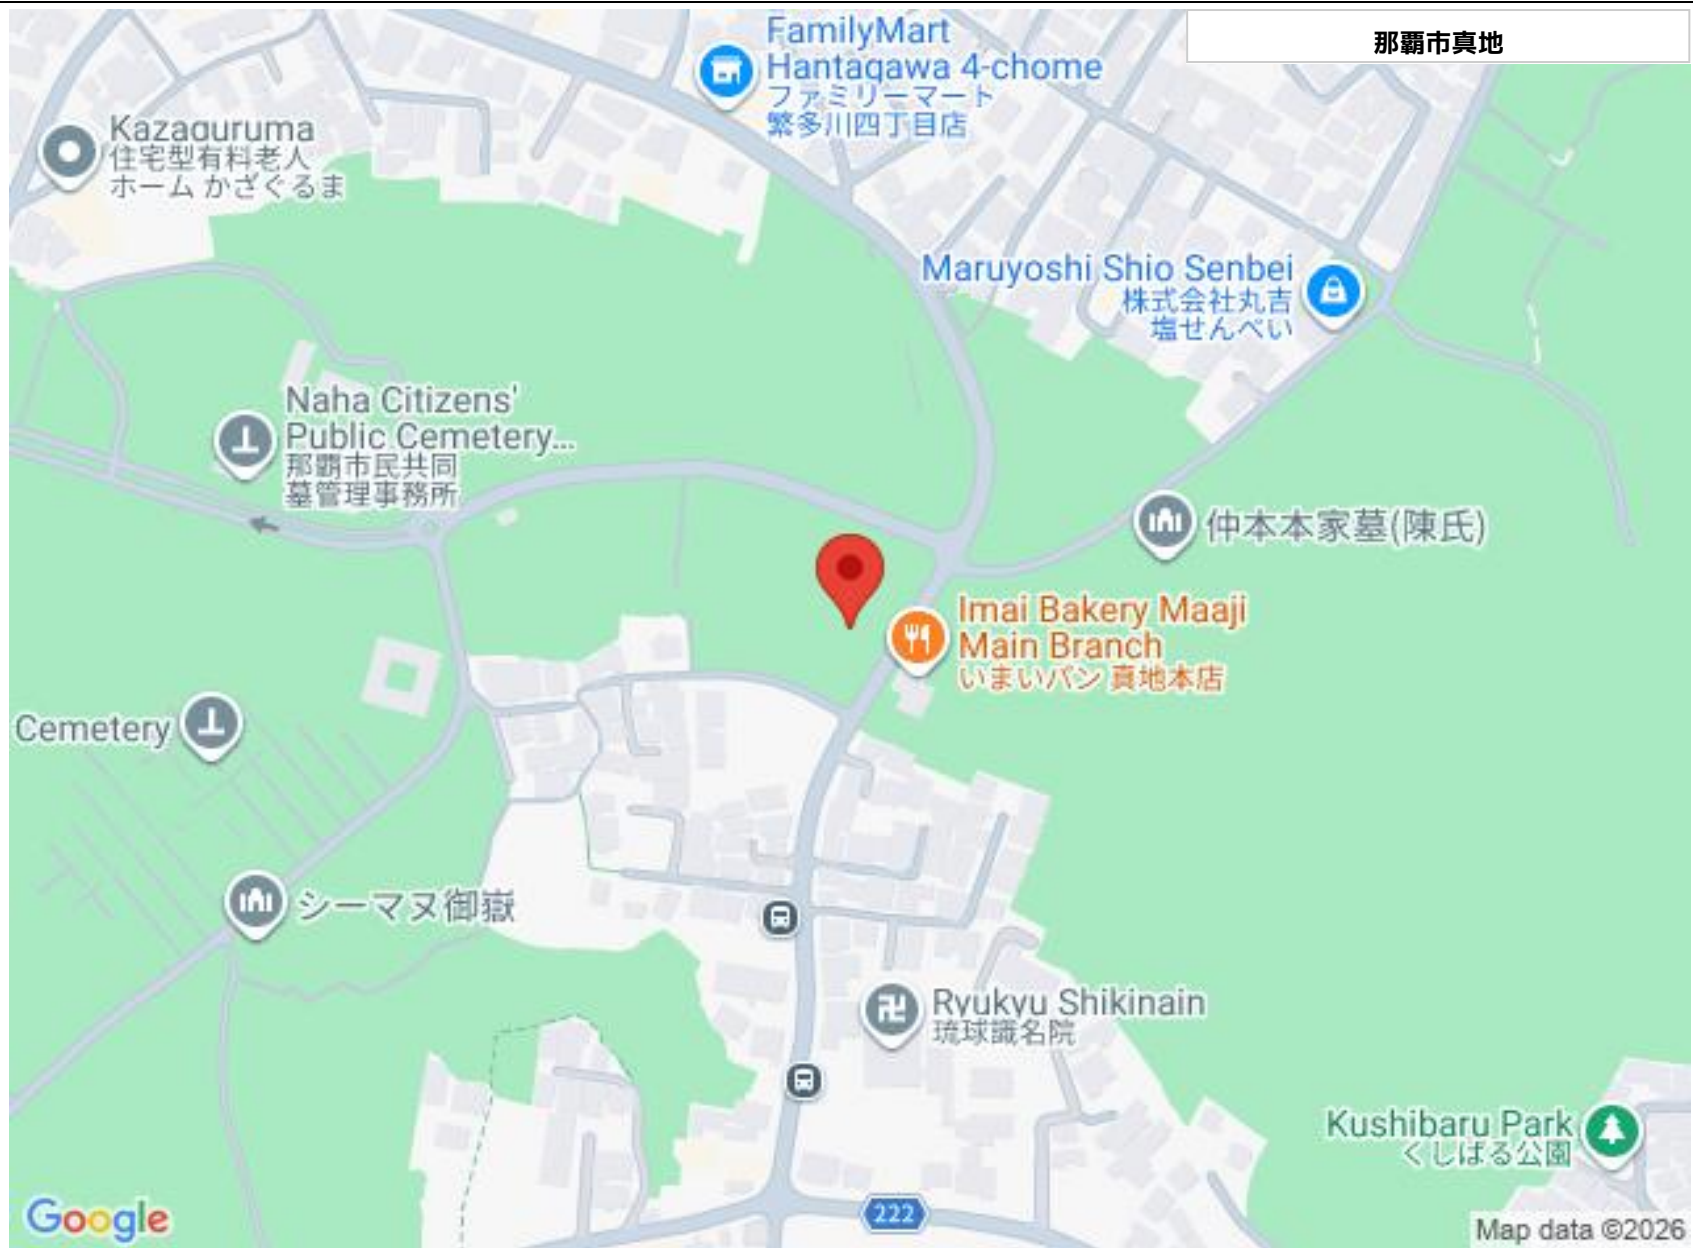 那覇市真地
FamilyMart
Hantagawa 4-chome
ファミリーマート
繁多川四丁目店
Kazaguruma
住宅型有料老人
ホーム かざぐるま
Maruyoshi Shio Senbei
株式会社丸吉
塩せんべい
Naha Citizens'
Public Cemetery...
那覇市民共同
墓管理事務所
仲本本家墓(陳氏)
Imai Bakery Maaji
Main Branch
いまいパン 真地本店
Cemetery
シーマヌ御嶽
Ryukyu Shikinain
琉球識名院
Kushibaru Park
くしばる公園
222
Google
Map data ©2026